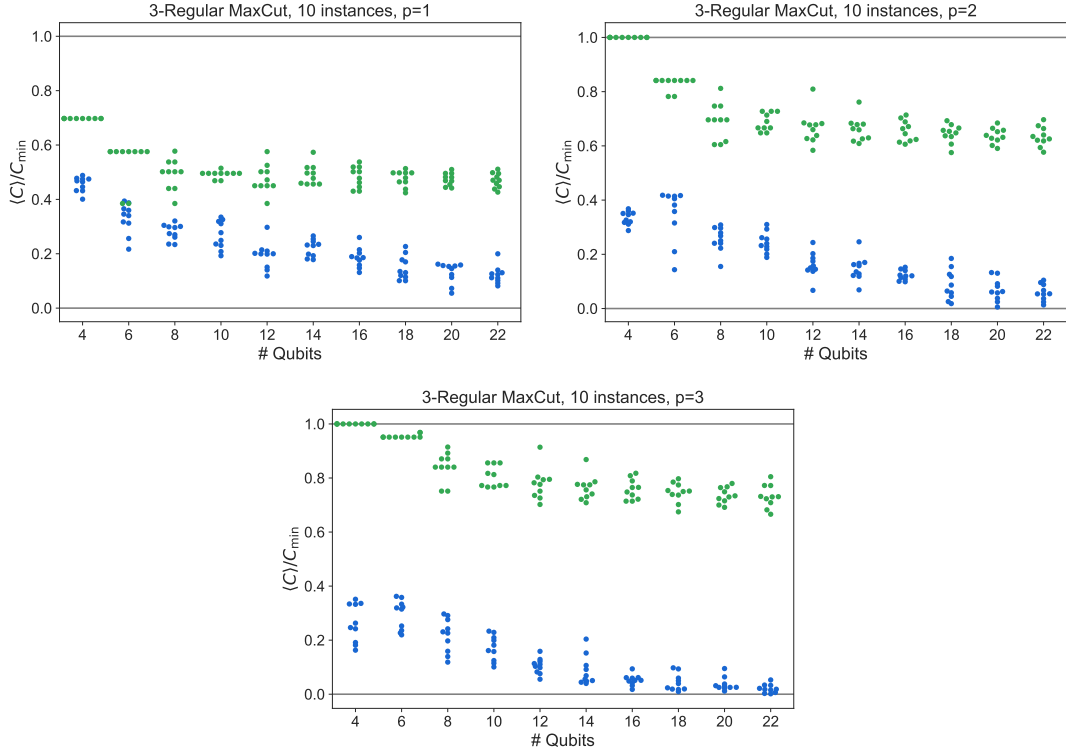 3-Regular MaxCut, 10 instances, p=1
1.0
0.8
0.6
0.4
0.2
0.0
⟨C⟩/C_min
4 6 8 10 12 14 16 18 20 22
# Qubits
3-Regular MaxCut, 10 instances, p=2
1.0
0.8
0.6
0.4
0.2
0.0
⟨C⟩/C_min
4 6 8 10 12 14 16 18 20 22
# Qubits
3-Regular MaxCut, 10 instances, p=3
1.0
0.8
0.6
0.4
0.2
0.0
⟨C⟩/C_min
4 6 8 10 12 14 16 18 20 22
# Qubits